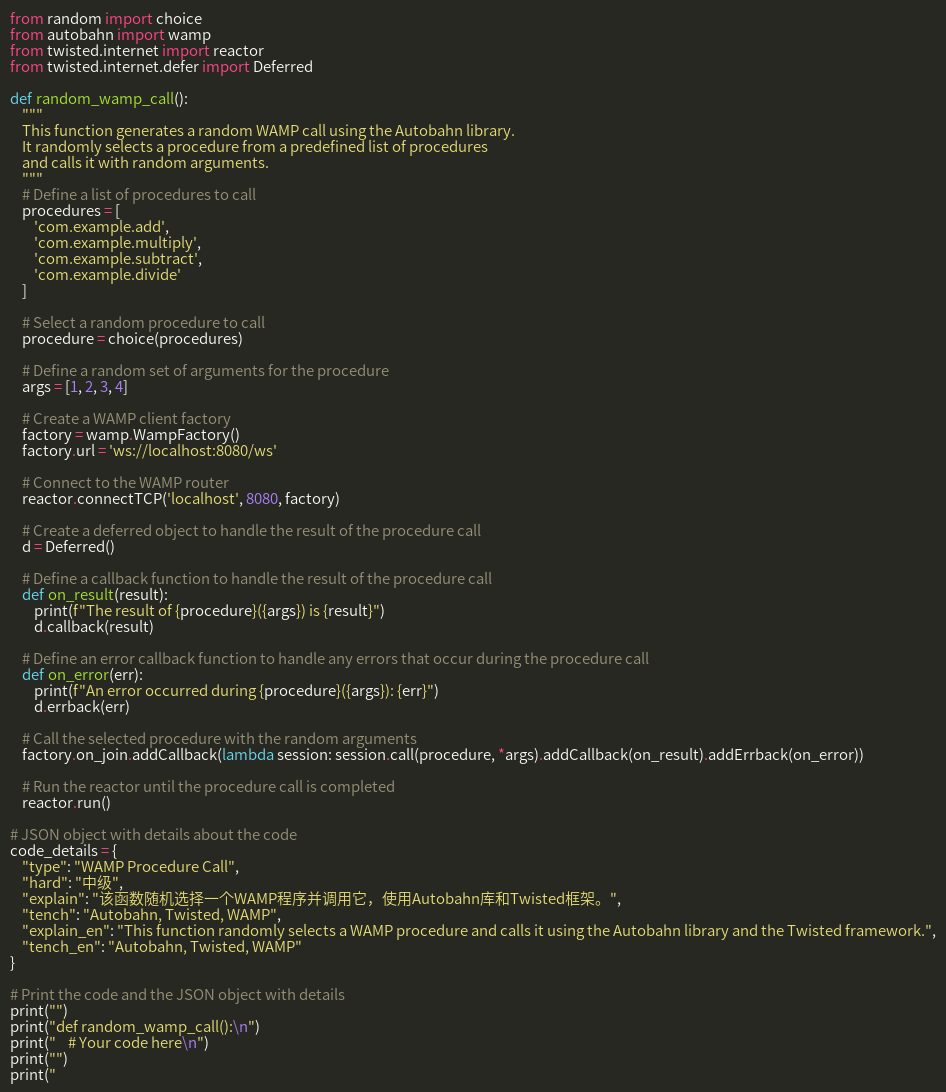 from random import choice
from autobahn import wamp
from twisted.internet import reactor
from twisted.internet.defer import Deferred

def random_wamp_call():
    """
    This function generates a random WAMP call using the Autobahn library.
    It randomly selects a procedure from a predefined list of procedures
    and calls it with random arguments.
    """
    # Define a list of procedures to call
    procedures = [
        'com.example.add',
        'com.example.multiply',
        'com.example.subtract',
        'com.example.divide'
    ]

    # Select a random procedure to call
    procedure = choice(procedures)

    # Define a random set of arguments for the procedure
    args = [1, 2, 3, 4]

    # Create a WAMP client factory
    factory = wamp.WampFactory()
    factory.url = 'ws://localhost:8080/ws'

    # Connect to the WAMP router
    reactor.connectTCP('localhost', 8080, factory)

    # Create a deferred object to handle the result of the procedure call
    d = Deferred()

    # Define a callback function to handle the result of the procedure call
    def on_result(result):
        print(f"The result of {procedure}({args}) is {result}")
        d.callback(result)

    # Define an error callback function to handle any errors that occur during the procedure call
    def on_error(err):
        print(f"An error occurred during {procedure}({args}): {err}")
        d.errback(err)

    # Call the selected procedure with the random arguments
    factory.on_join.addCallback(lambda session: session.call(procedure, *args).addCallback(on_result).addErrback(on_error))

    # Run the reactor until the procedure call is completed
    reactor.run()

# JSON object with details about the code
code_details = {
    "type": "WAMP Procedure Call",
    "hard": "中级",
    "explain": "该函数随机选择一个WAMP程序并调用它，使用Autobahn库和Twisted框架。",
    "tench": "Autobahn, Twisted, WAMP",
    "explain_en": "This function randomly selects a WAMP procedure and calls it using the Autobahn library and the Twisted framework.",
    "tench_en": "Autobahn, Twisted, WAMP"
}

# Print the code and the JSON object with details
print("")
print("def random_wamp_call():\n")
print("    # Your code here\n")
print("")
print("